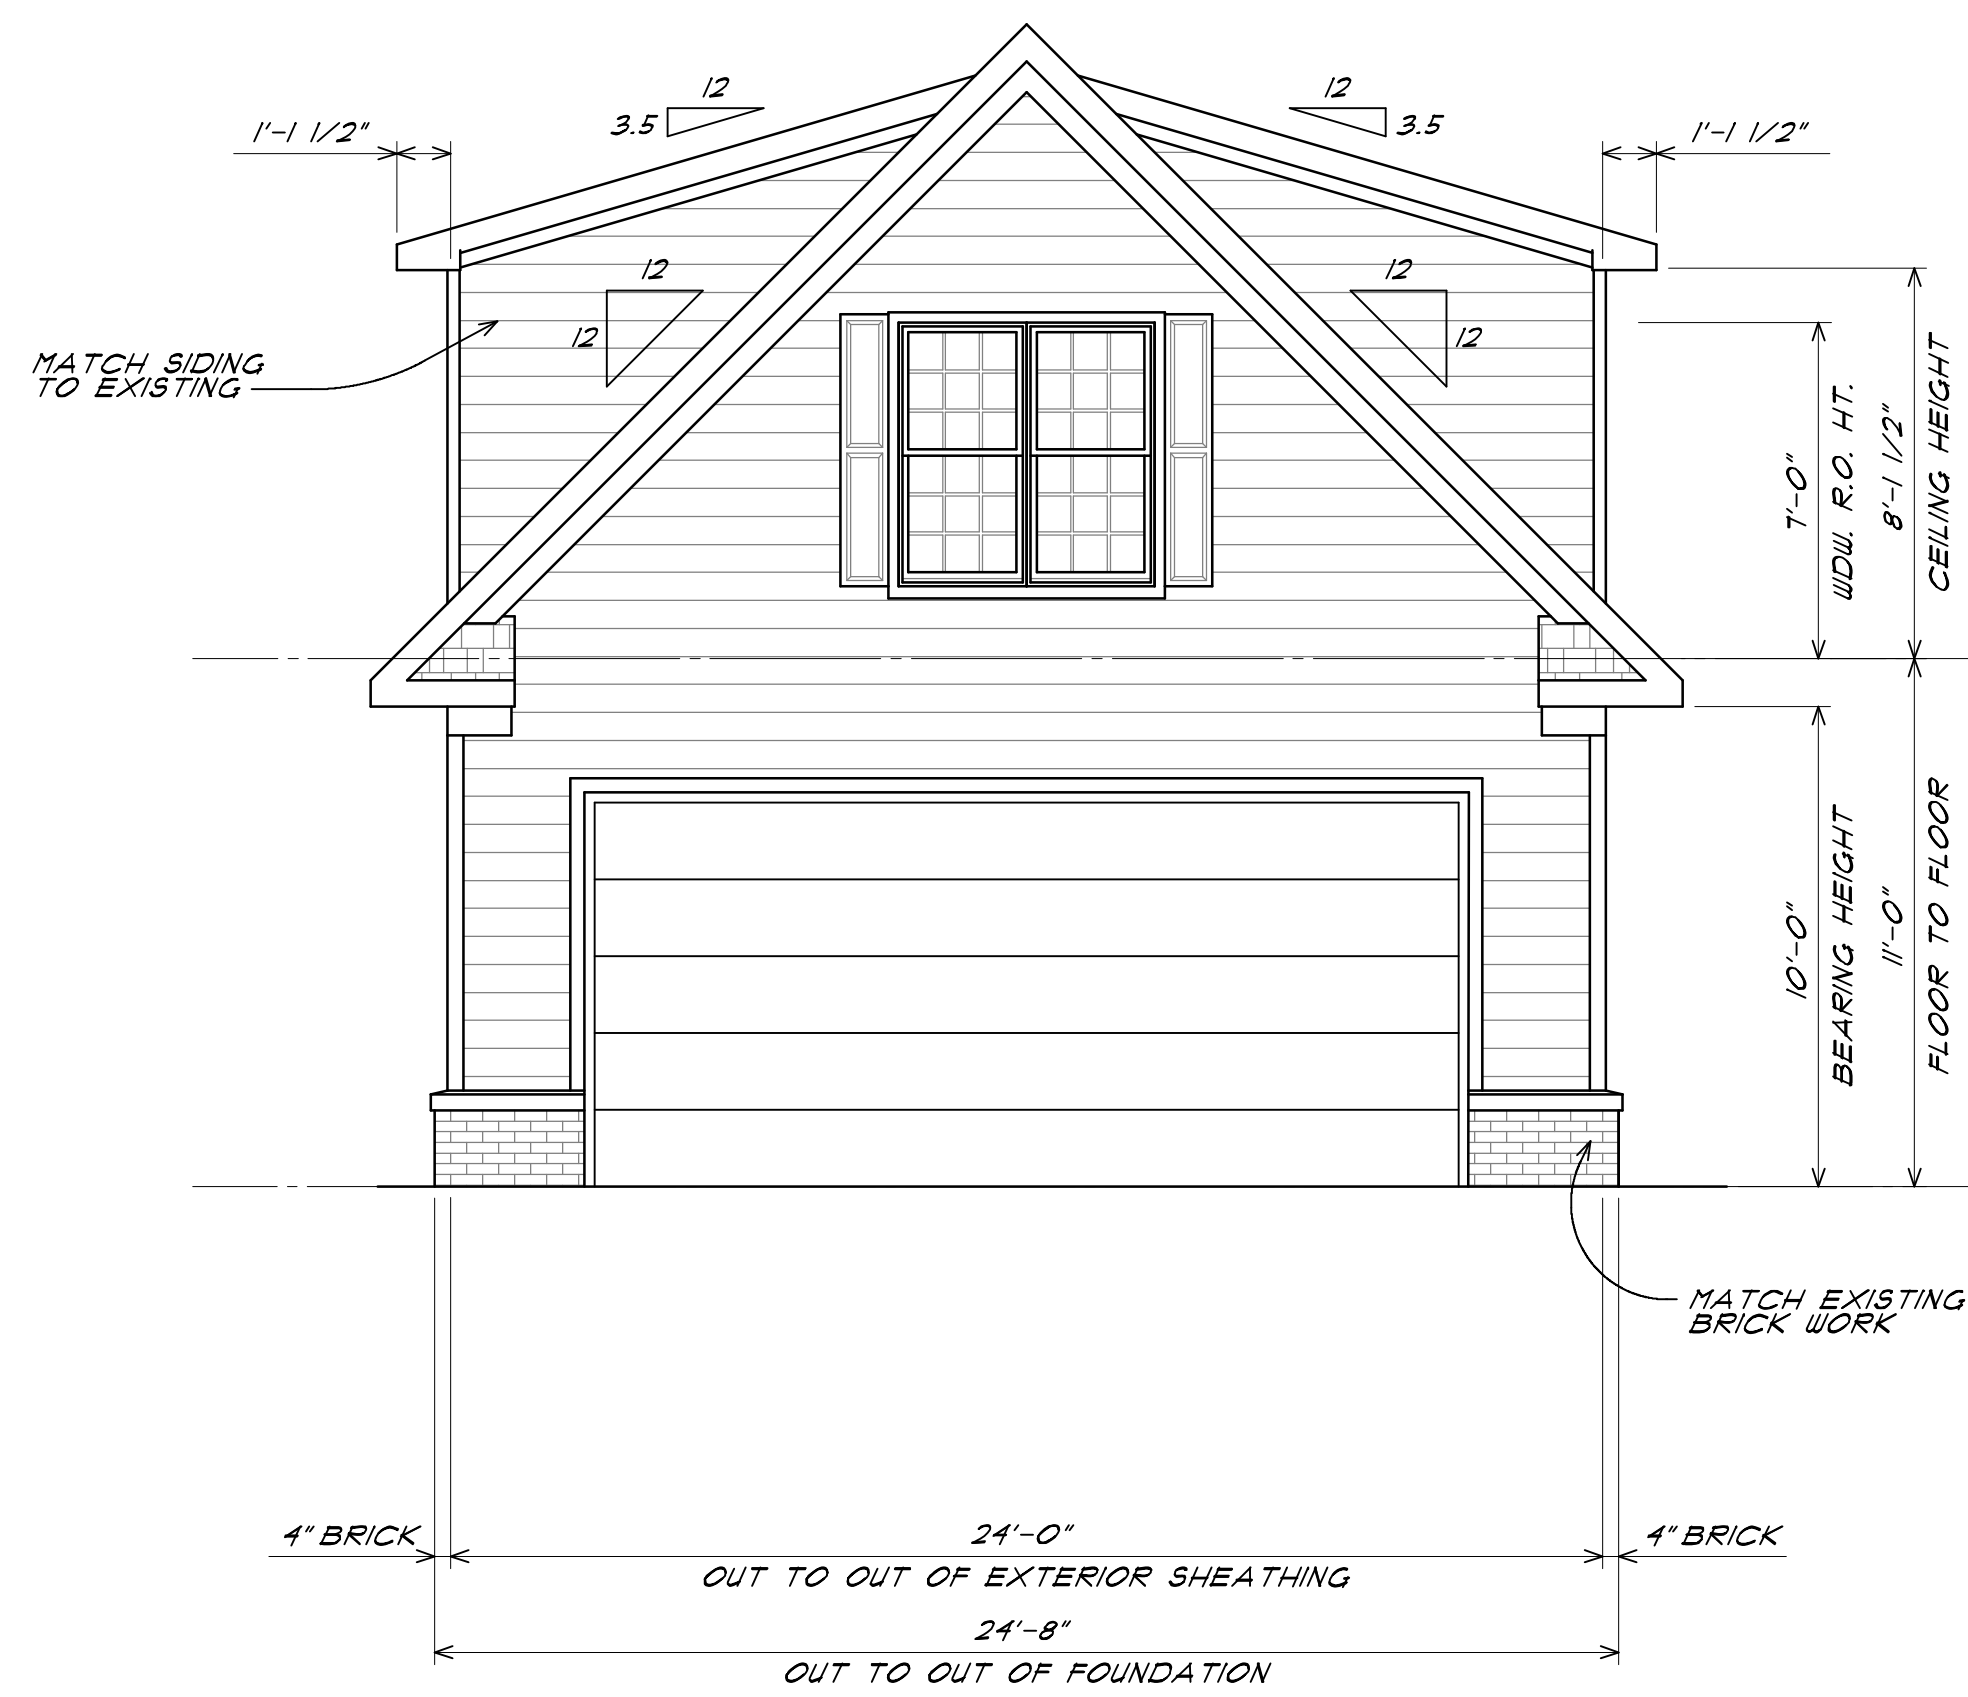 12
12
3.5
3.5
1'-1 1/2"
1'-1 1/2"
12
12
12
12
MATCH SIDING
TO EXISTING
7'-0"
WDW. R.O. HT.
8'-1 1/2"
CEILING HEIGHT
10'-0"
BEARING HEIGHT
11'-0"
FLOOR TO FLOOR
MATCH EXISTING
BRICK WORK
4" BRICK
24'-0"
4" BRICK
OUT TO OUT OF EXTERIOR SHEATHING
24'-8"
OUT TO OUT OF FOUNDATION